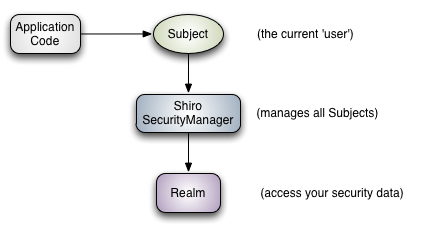 Application
Code
Subject
(the current 'user')
Shiro
SecurityManager
(manages all Subjects)
Realm
(access your security data)